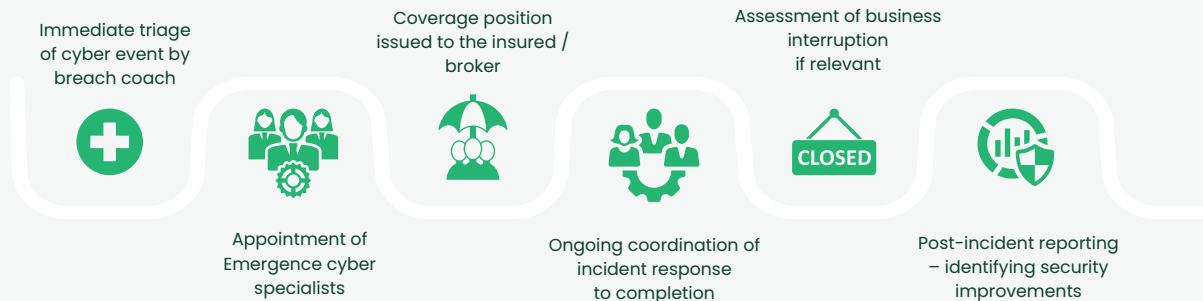 Immediate triage
of cyber event by
breach coach
Appointment of
Emergence cyber
specialists
Coverage position
issued to the insured /
broker
Ongoing coordination of
incident response
to completion
Assessment of business
interruption
if relevant
CLOSED
Post-incident reporting
– identifying security
improvements